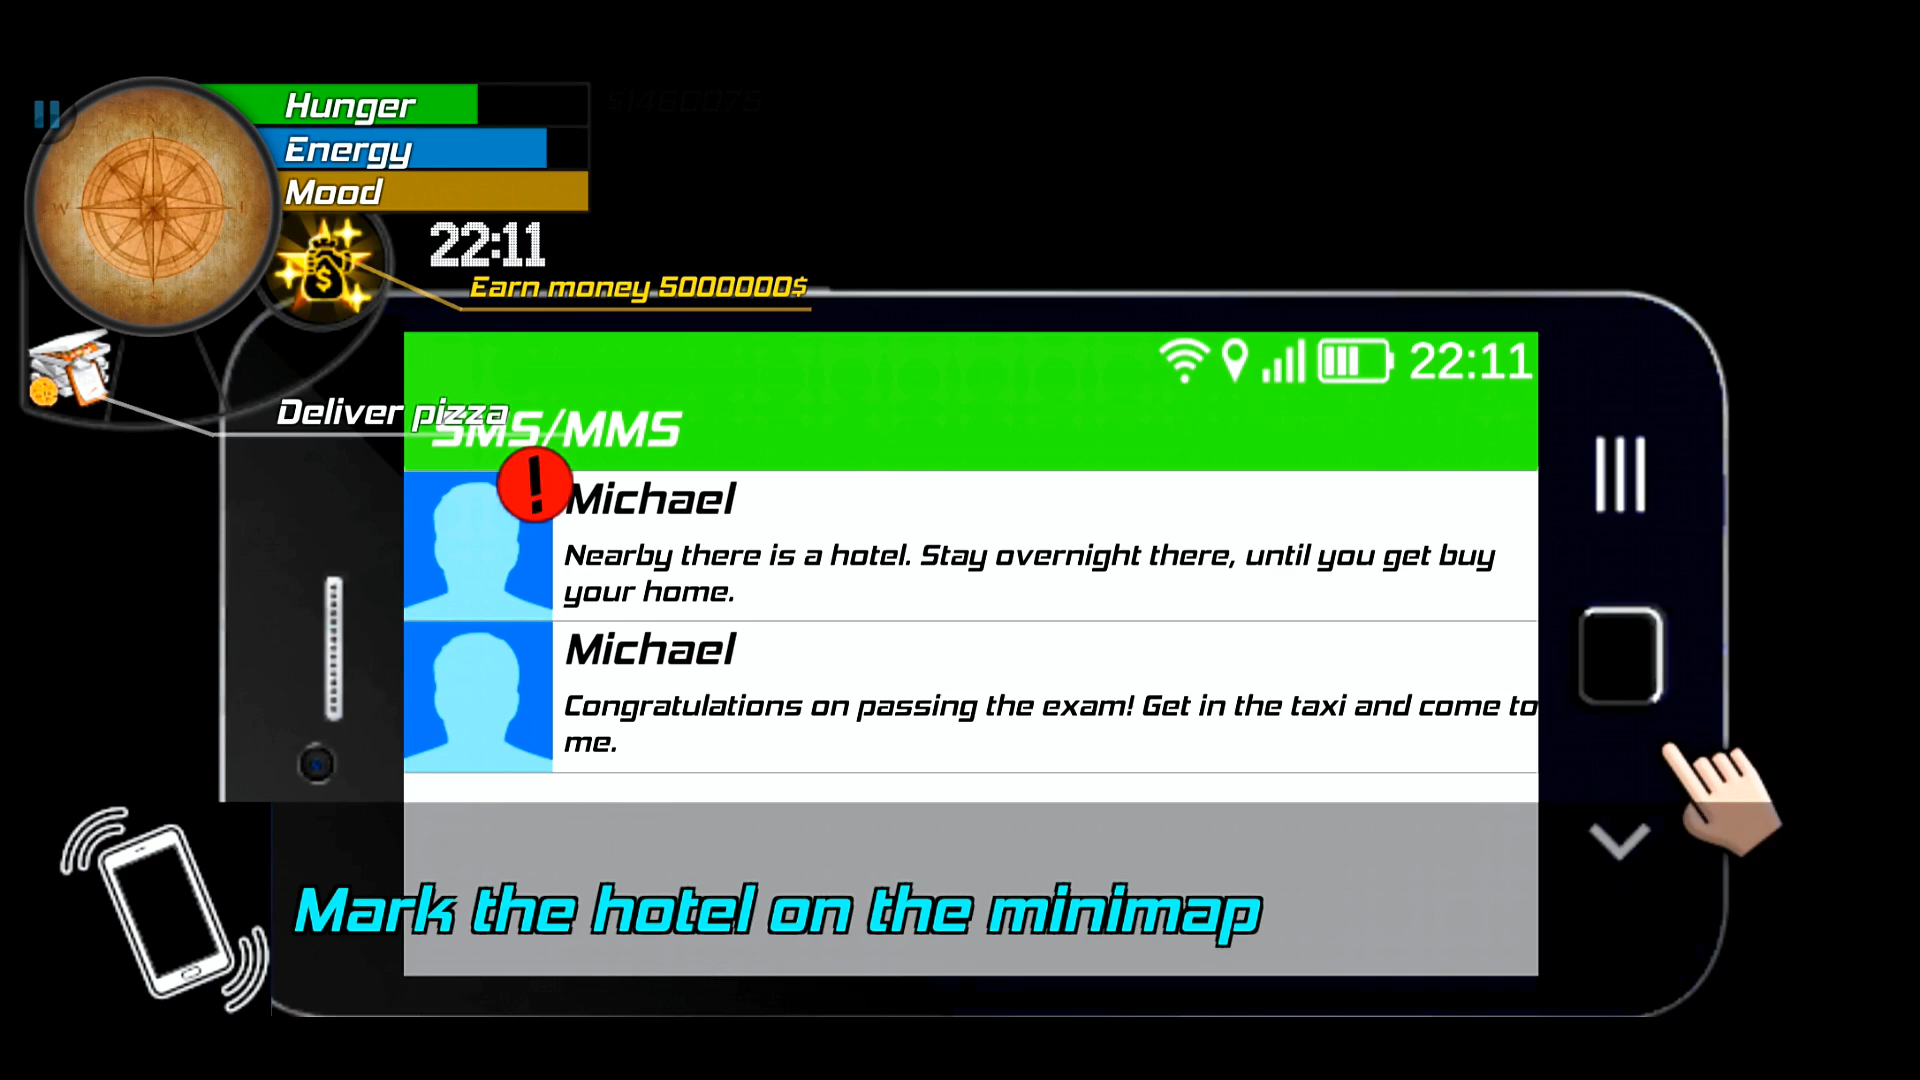 Hunger
$1460075
Energy
Mood
22:11
Earn money 5000000$
22:11
Deliver pizza
SMS/MMS
Michael
Nearby there is a hotel. Stay overnight there, until you get buy
your home.
Michael
Congratulations on passing the exam! Get in the taxi and come to
me.
Mark the hotel on the minimap